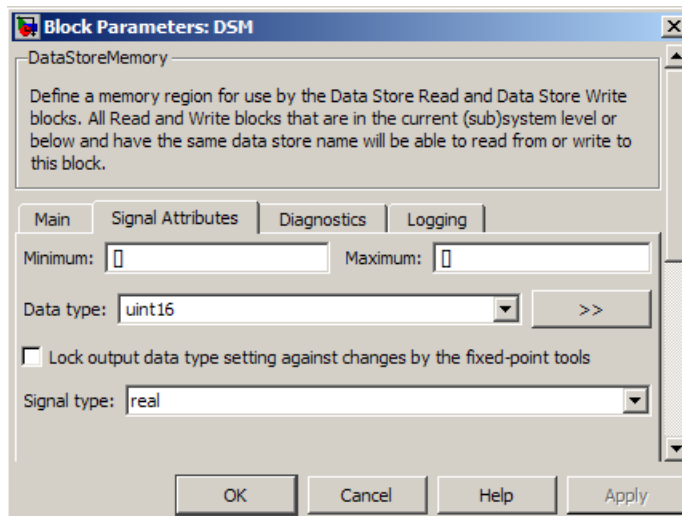 Block Parameters: DSM
DataStoreMemory
Define a memory region for use by the Data Store Read and Data Store Write
blocks. All Read and Write blocks that are in the current (sub)system level or
below and have the same data store name will be able to read from or write to
this block.
Main Signal Attributes Diagnostics Logging
Minimum: [] Maximum: []
Data type: uint16 >>
Lock output data type setting against changes by the fixed-point tools
Signal type: real
OK Cancel Help Apply